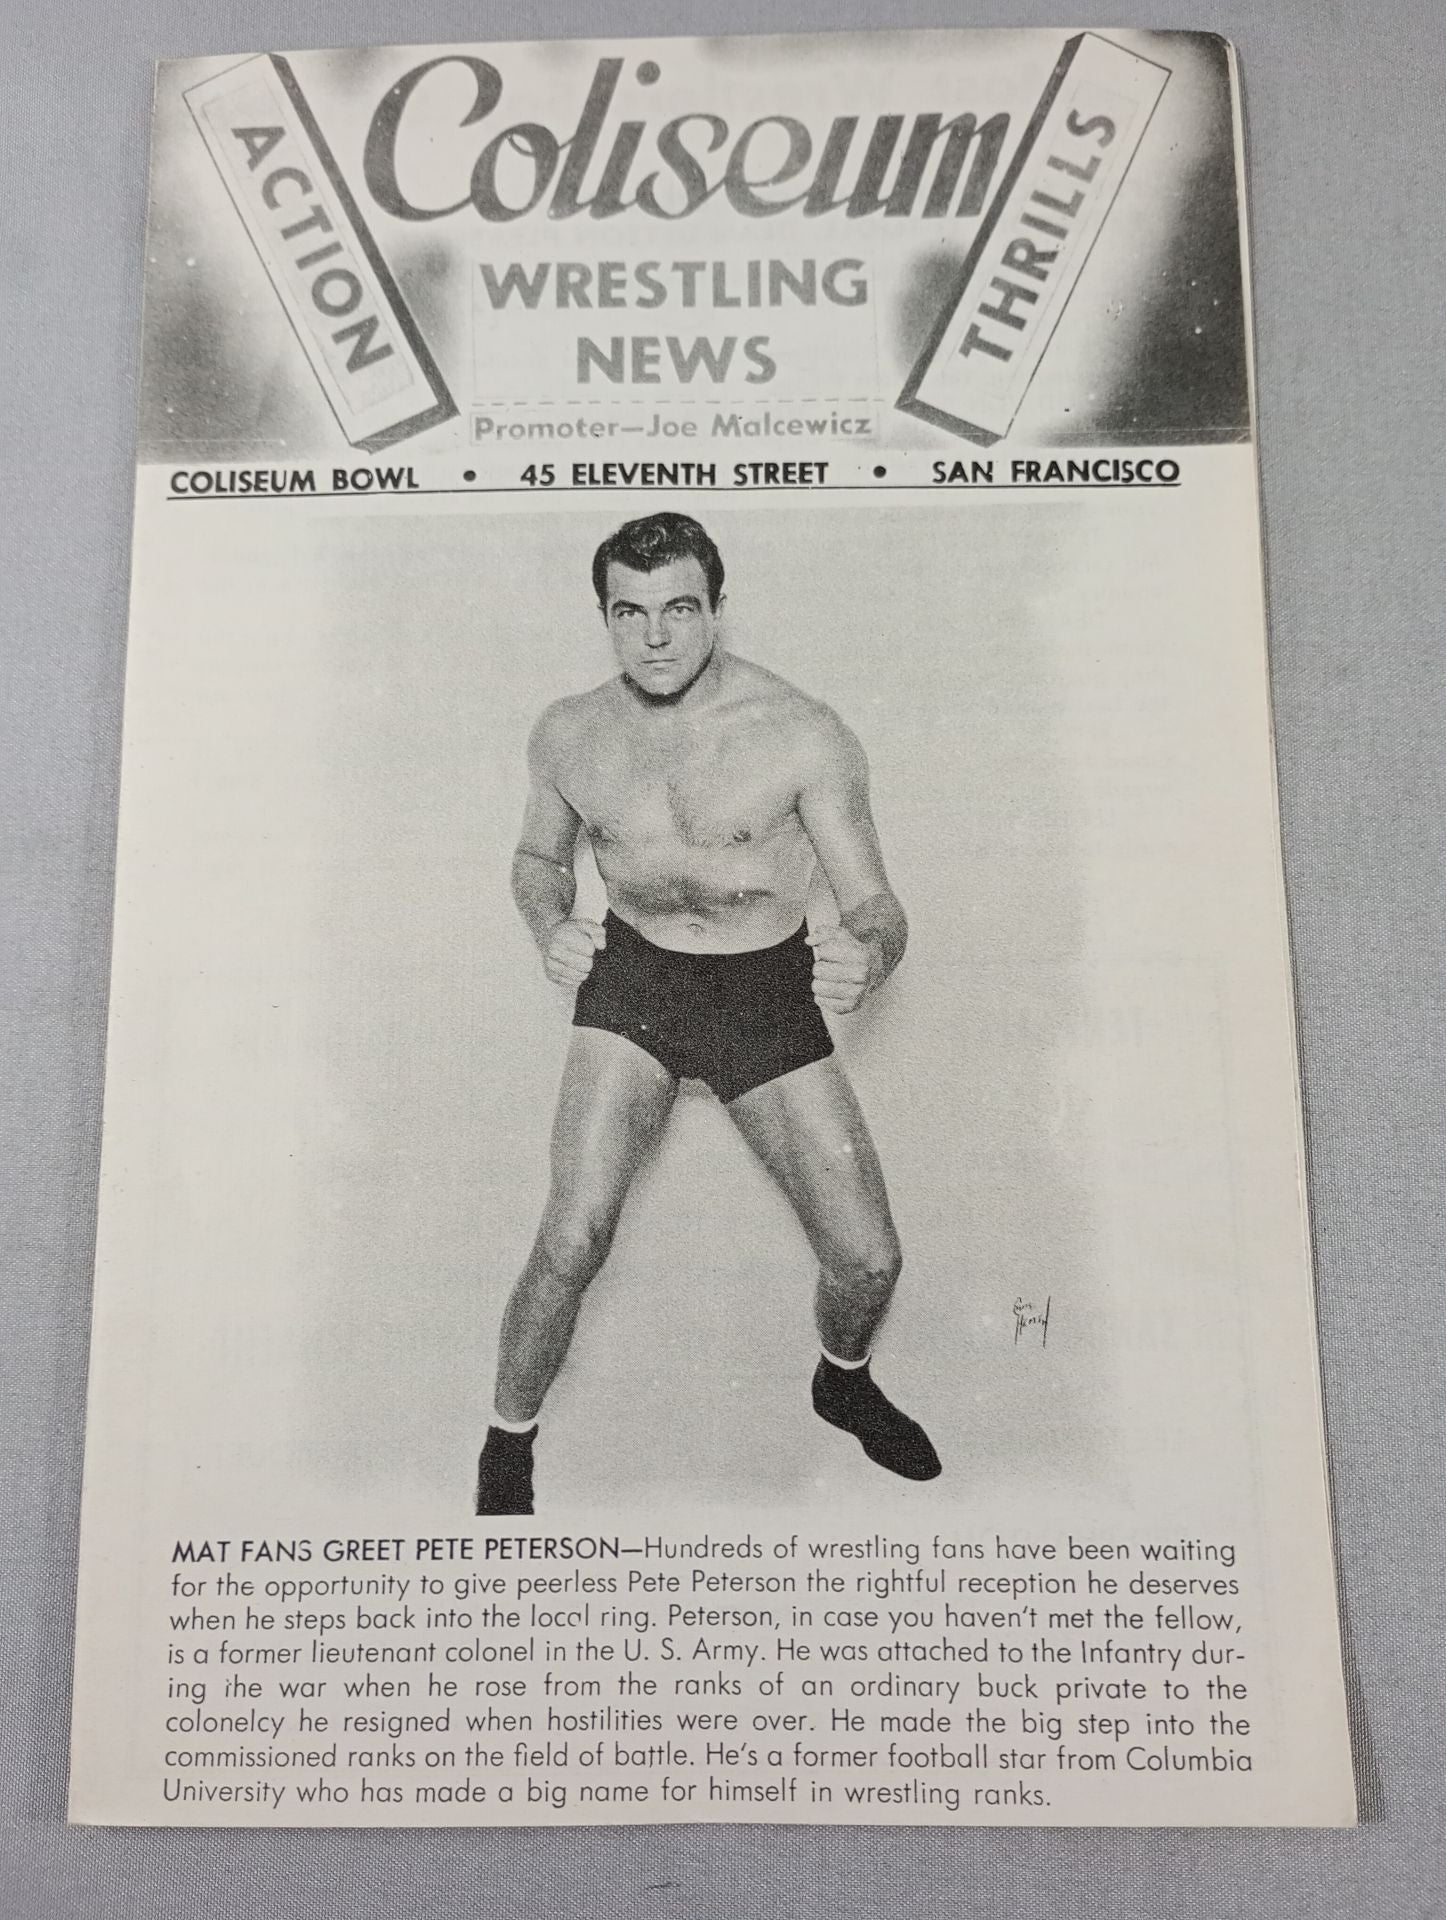 ACTION
Coliseum
THRILLS
WRESTLING
NEWS
Promoter—Joe Malcewicz
COLISEUM BOWL • 45 ELEVENTH STREET • SAN FRANCISCO
MAT FANS GREET PETE PETERSON—Hundreds of wrestling fans have been waiting
for the opportunity to give peerless Pete Peterson the rightful reception he deserves
when he steps back into the local ring. Peterson, in case you haven't met the fellow,
is a former lieutenant colonel in the U. S. Army. He was attached to the Infantry dur-
ing the war when he rose from the ranks of an ordinary buck private to the
colonelcy he resigned when hostilities were over. He made the big step into the
commissioned ranks on the field of battle. He's a former football star from Columbia
University who has made a big name for himself in wrestling ranks.